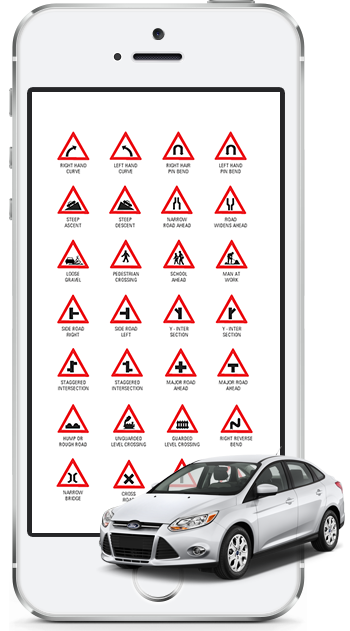 RIGHT HAND
CURVE
LEFT HAND
CURVE
RIGHT HAIR
PIN BEND
LEFT HAND
PIN BEND
STEEP
ASCENT
STEEP
DESCENT
NARROW
ROAD AHEAD
ROAD
WIDENS AHEAD
LOOSE
GRAVEL
PEDESTRIAN
CROSSING
SCHOOL
AHEAD
MAN AT
WORK
SIDE ROAD
RIGHT
SIDE ROAD
LEFT
Y - INTER
SECTION
Y - INTER
SECTION
STAGGERED
INTERSECTION
STAGGERED
INTERSECTION
MAJOR ROAD
AHEAD
MAJOR ROAD
AHEAD
HUMP OR
ROUGH ROAD
UNGUARDED
LEVEL CROSSING
GUARDED
LEVEL CROSSING
RIGHT REVERSE
BEND
NARROW
BRIDGE
CROSS